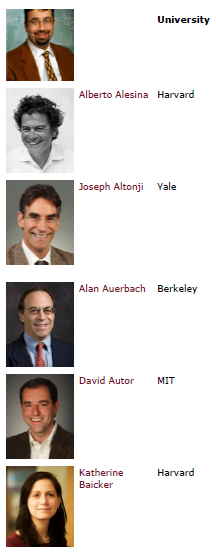 University
Alberto Alesina Harvard
Joseph Altonji Yale
Alan Auerbach Berkeley
David Autor MIT
Katherine Harvard
Baicker